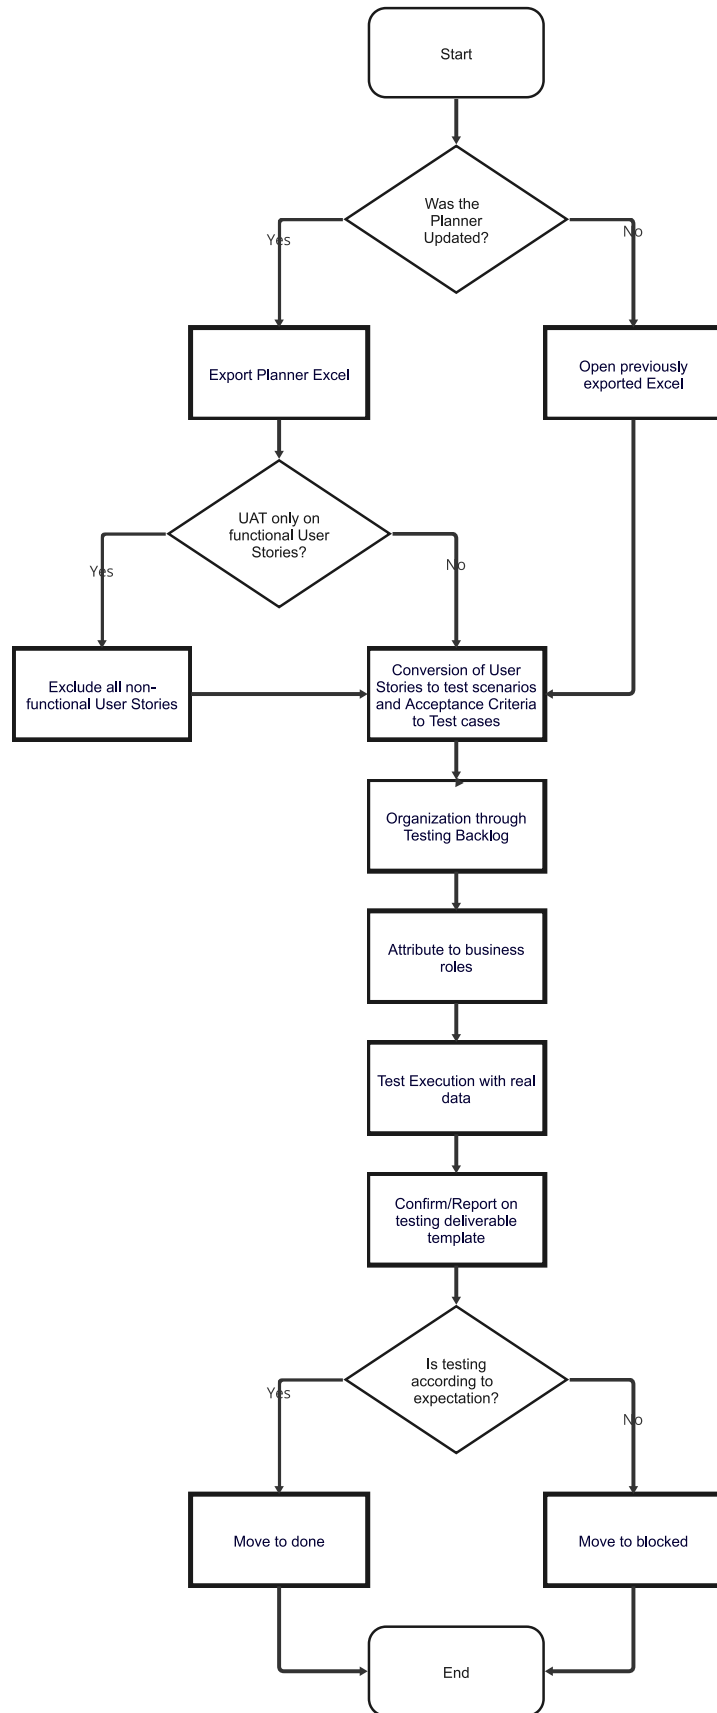 Start
Was the
Planner
Updated?
Yes
No
Export Planner Excel
Open previously
exported Excel
UAT only on
functional User
Stories?
Yes
No
Exclude all non-
functional User Stories
Conversion of User
Stories to test scenarios
and Acceptance Criteria
to Test cases
Organization through
Testing Backlog
Attribute to business
roles
Test Execution with real
data
Confirm/Report on
testing deliverable
template
Is testing
according to
expectation?
Yes
No
Move to done
Move to blocked
End